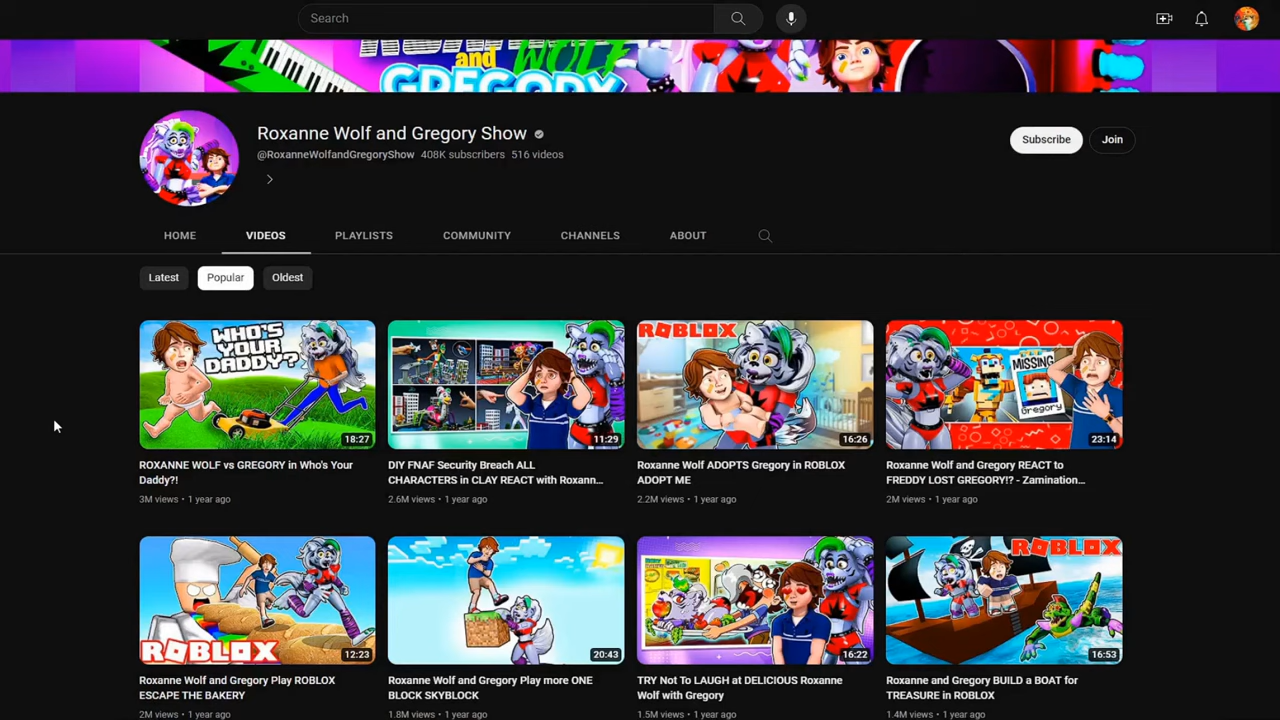 Search
and WOLF
GREGORY
Roxanne Wolf and Gregory Show
@RoxanneWolfandGregoryShow 408K subscribers 516 videos
Subscribe Join
HOME VIDEOS PLAYLISTS COMMUNITY CHANNELS ABOUT
Latest Popular Oldest
WHO'S
YOUR
DADDY?
18:27
11:29
ROBLOX
16:26
MISSING
Gregory
23:14
ROXANNE WOLF vs GREGORY in Who's Your
Daddy?!
3M views • 1 year ago
DIY FNAF Security Breach ALL
CHARACTERS in CLAY REACT with Roxann...
2.6M views • 1 year ago
Roxanne Wolf ADOPTS Gregory in ROBLOX
ADOPT ME
2.2M views • 1 year ago
Roxanne Wolf and Gregory REACT to
FREDDY LOST GREGORY!? - Zamination...
2M views • 1 year ago
ROBLOX
12:23
20:43
16:22
ROBLOX
16:53
Roxanne Wolf and Gregory Play ROBLOX
ESCAPE THE BAKERY
2M views • 1 year ago
Roxanne Wolf and Gregory Play more ONE
BLOCK SKYBLOCK
1.8M views • 1 year ago
TRY Not To LAUGH at DELICIOUS Roxanne
Wolf with Gregory
1.5M views • 1 year ago
Roxanne and Gregory BUILD a BOAT for
TREASURE in ROBLOX
1.4M views • 1 year ago